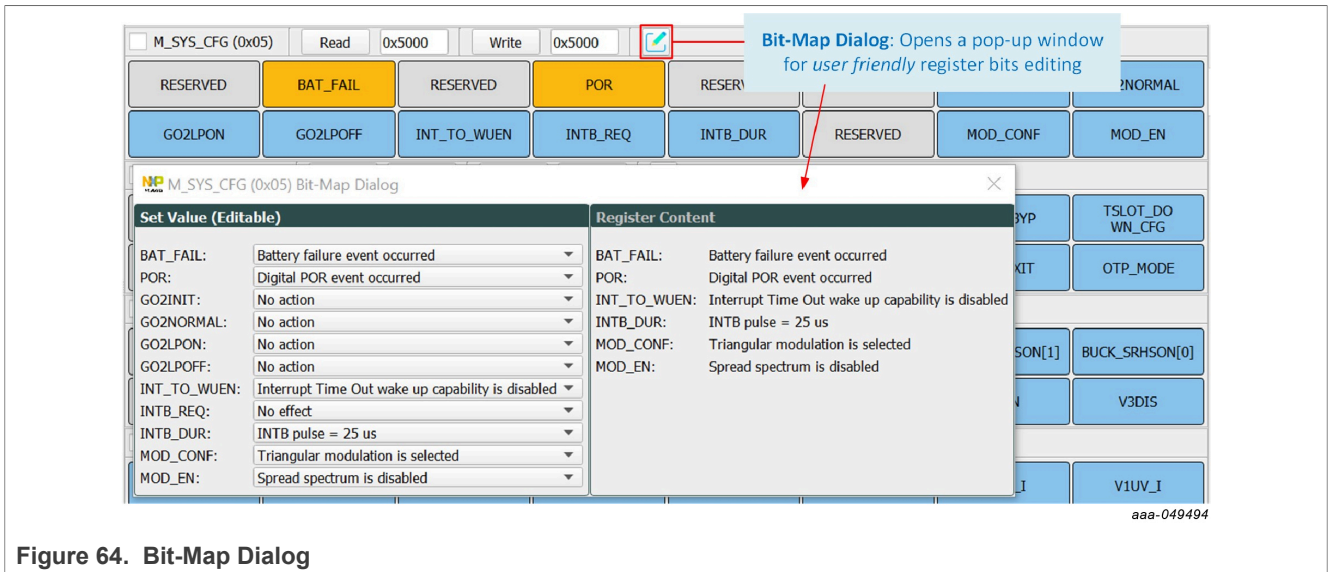 M_SYS_CFG (0x05) Read 0x5000 Write 0x5000
Bit-Map Dialog: Opens a pop-up window
for user friendly register bits editing
RESERVED BAT_FAIL RESERVED POR
GO2LPON GO2LPOFF INT_TO_WUEN INTB_REQ INTB_DUR RESERVED MOD_CONF MOD_EN
M_SYS_CFG (0x05) Bit-Map Dialog
Set Value (Editable)
BAT_FAIL: Battery failure event occurred
POR: Digital POR event occurred
GO2INIT: No action
GO2NORMAL: No action
GO2LPON: No action
GO2LPOFF: No action
INT_TO_WUEN: Interrupt Time Out wake up capability is disabled
INTB_REQ: No effect
INTB_DUR: INTB pulse = 25 us
MOD_CONF: Triangular modulation is selected
MOD_EN: Spread spectrum is disabled
Register Content
BAT_FAIL: Battery failure event occurred
POR: Digital POR event occurred
INT_TO_WUEN: Interrupt Time Out wake up capability is disabled
INTB_DUR: INTB pulse = 25 us
MOD_CONF: Triangular modulation is selected
MOD_EN: Spread spectrum is disabled
TSLOT_DO
WN_CFG
OTP_MODE
SON[1] BUCK_SRHSON[0]
V3DIS
V1UV_I
aaa-049494
Figure 64. Bit-Map Dialog